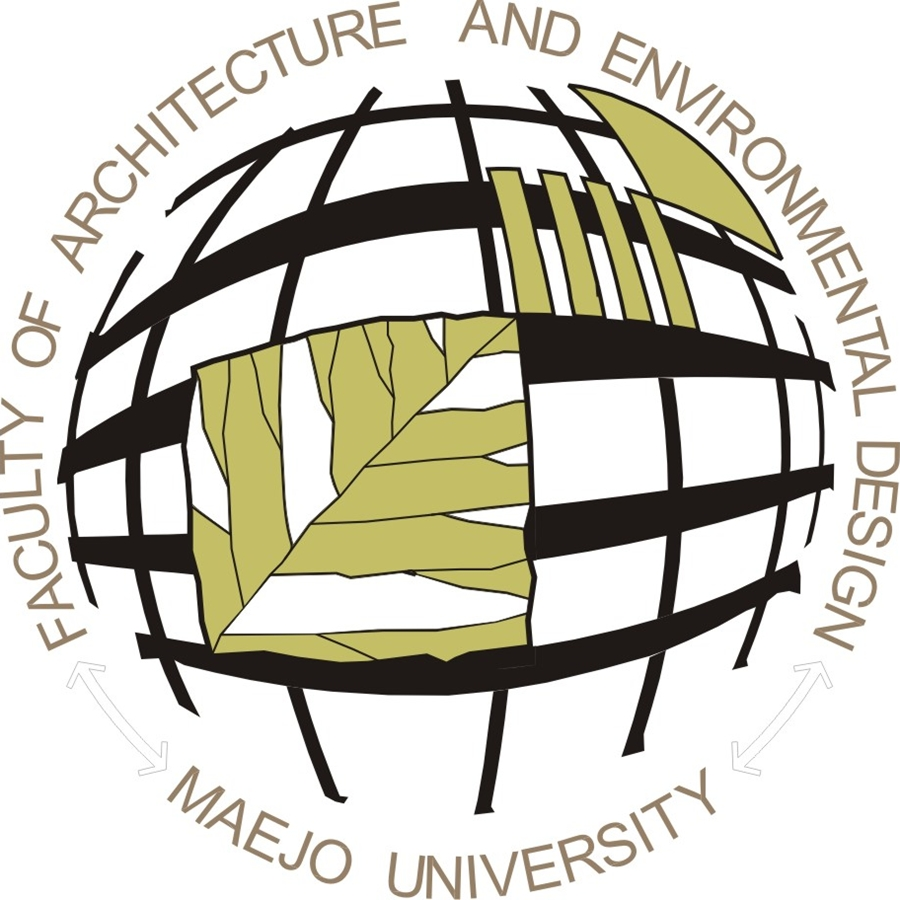 FACULTY OF ARCHITECTURE AND ENVIRONMENTAL DESIGN
MAEJO UNIVERSITY